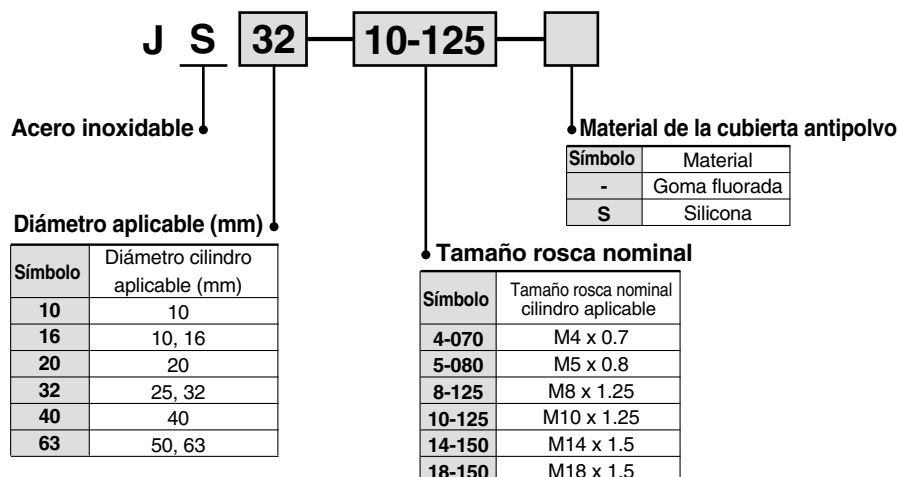 J S 32 10-125
Acero inoxidable
Material de la cubierta antipolvo
Símbolo Material
- Goma fluorada
S Silicona
Diámetro aplicable (mm)
Símbolo Diámetro cilindro
aplicable (mm)
10 10
16 10, 16
20 20
32 25, 32
40 40
63 50, 63
Tamaño rosca nominal
Símbolo Tamaño rosca nominal
cilindro aplicable
4-070 M4 x 0.7
5-080 M5 x 0.8
8-125 M8 x 1.25
10-125 M10 x 1.25
14-150 M14 x 1.5
18-150 M18 x 1.5